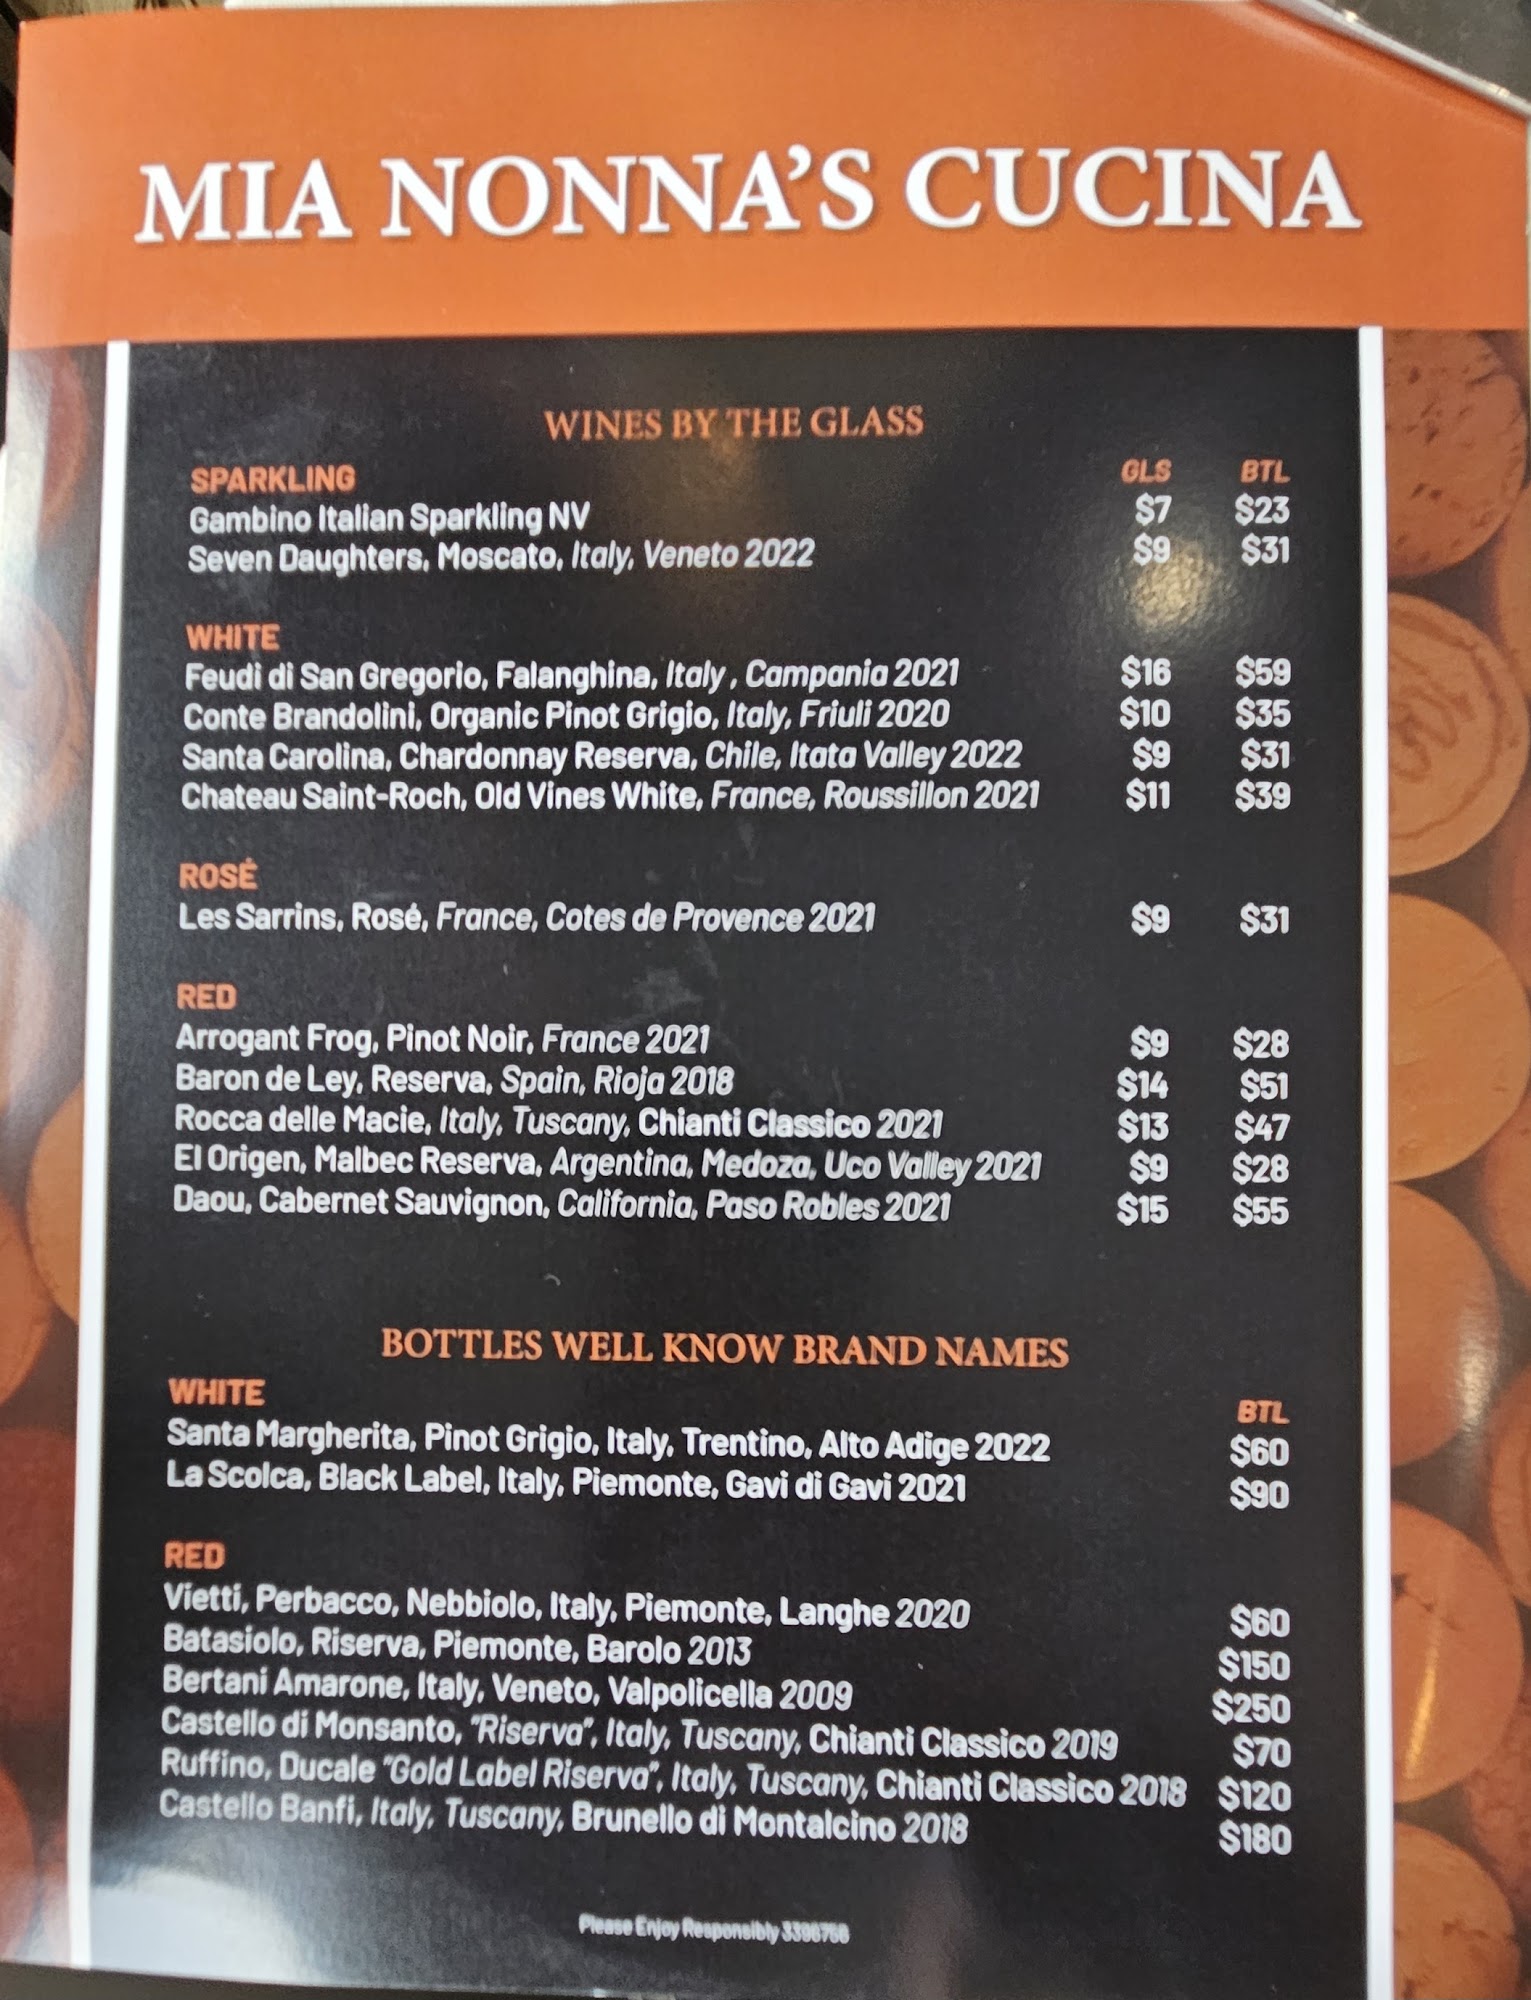 MIA NONNA'S CUCINA
WINES BY THE GLASS
SPARKLING GLS BTL
Gambino Italian Sparkling NV $7 $23
Seven Daughters, Moscato, Italy, Veneto 2022 $9 $31
WHITE
Feudi di San Gregorio, Falanghina, Italy , Campania 2021 $16 $59
Conte Brandolini, Organic Pinot Grigio, Italy, Friuli 2020 $10 $35
Santa Carolina, Chardonnay Reserva, Chile, Itata Valley 2022 $9 $31
Chateau Saint-Roch, Old Vines White, France, Roussillon 2021 $11 $39
ROSÉ
Les Sarrins, Rosé, France, Cotes de Provence 2021 $9 $31
RED
Arrogant Frog, Pinot Noir, France 2021 $9 $28
Baron de Ley, Reserva, Spain, Rioja 2018 $14 $51
Rocca delle Macie, Italy, Tuscany, Chianti Classico 2021 $13 $47
El Origen, Malbec Reserva, Argentina, Medoza, Uco Valley 2021 $9 $28
Daou, Cabernet Sauvignon, California, Paso Robles 2021 $15 $55
BOTTLES WELL KNOW BRAND NAMES
WHITE BTL
Santa Margherita, Pinot Grigio, Italy, Trentino, Alto Adige 2022 $60
La Scolca, Black Label, Italy, Piemonte, Gavi di Gavi 2021 $90
RED
Vietti, Perbacco, Nebbiolo, Italy, Piemonte, Langhe 2020 $60
Batasiolo, Riserva, Piemonte, Barolo 2013 $150
Bertani Amarone, Italy, Veneto, Valpolicella 2009 $250
Castello di Monsanto, "Riserva", Italy, Tuscany, Chianti Classico 2019 $70
Ruffino, Ducale "Gold Label Riserva", Italy, Tuscany, Chianti Classico 2018 $120
Castello Banfi, Italy, Tuscany, Brunello di Montalcino 2018 $180
Please Enjoy Responsibly